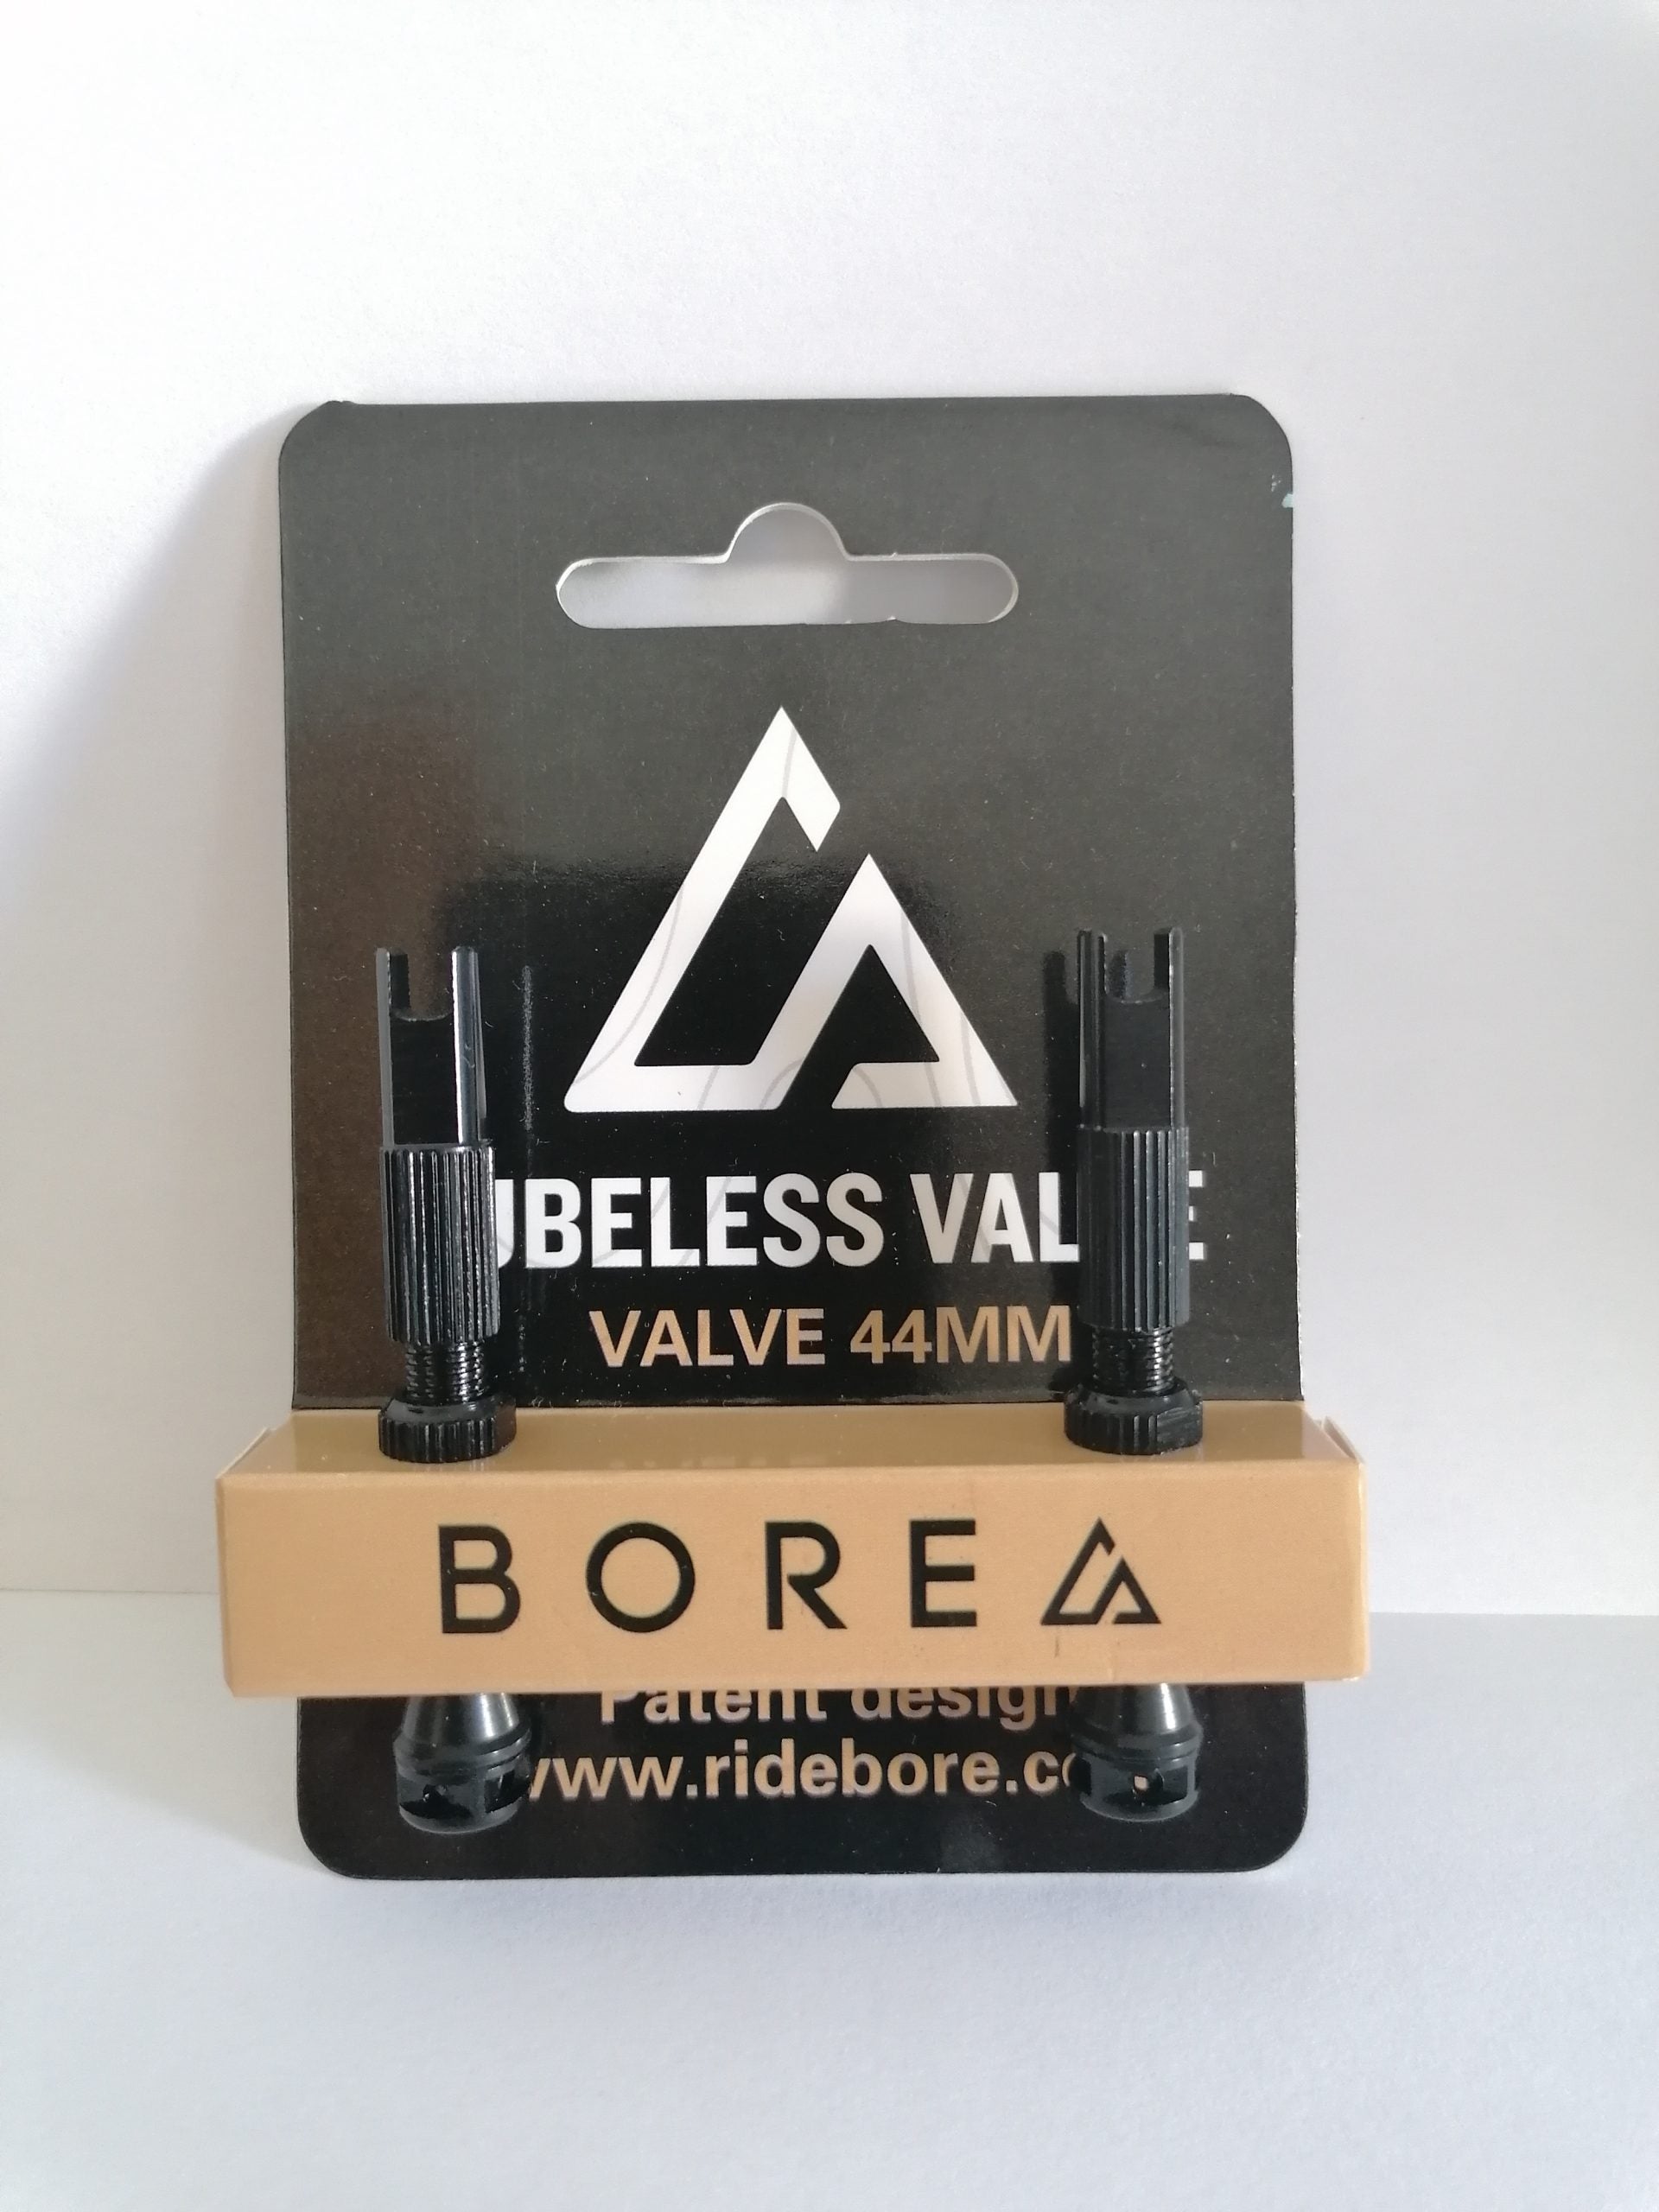 UBELESS VAL E
VALVE 44MM
BORE
Patent design
www.ridebore.co